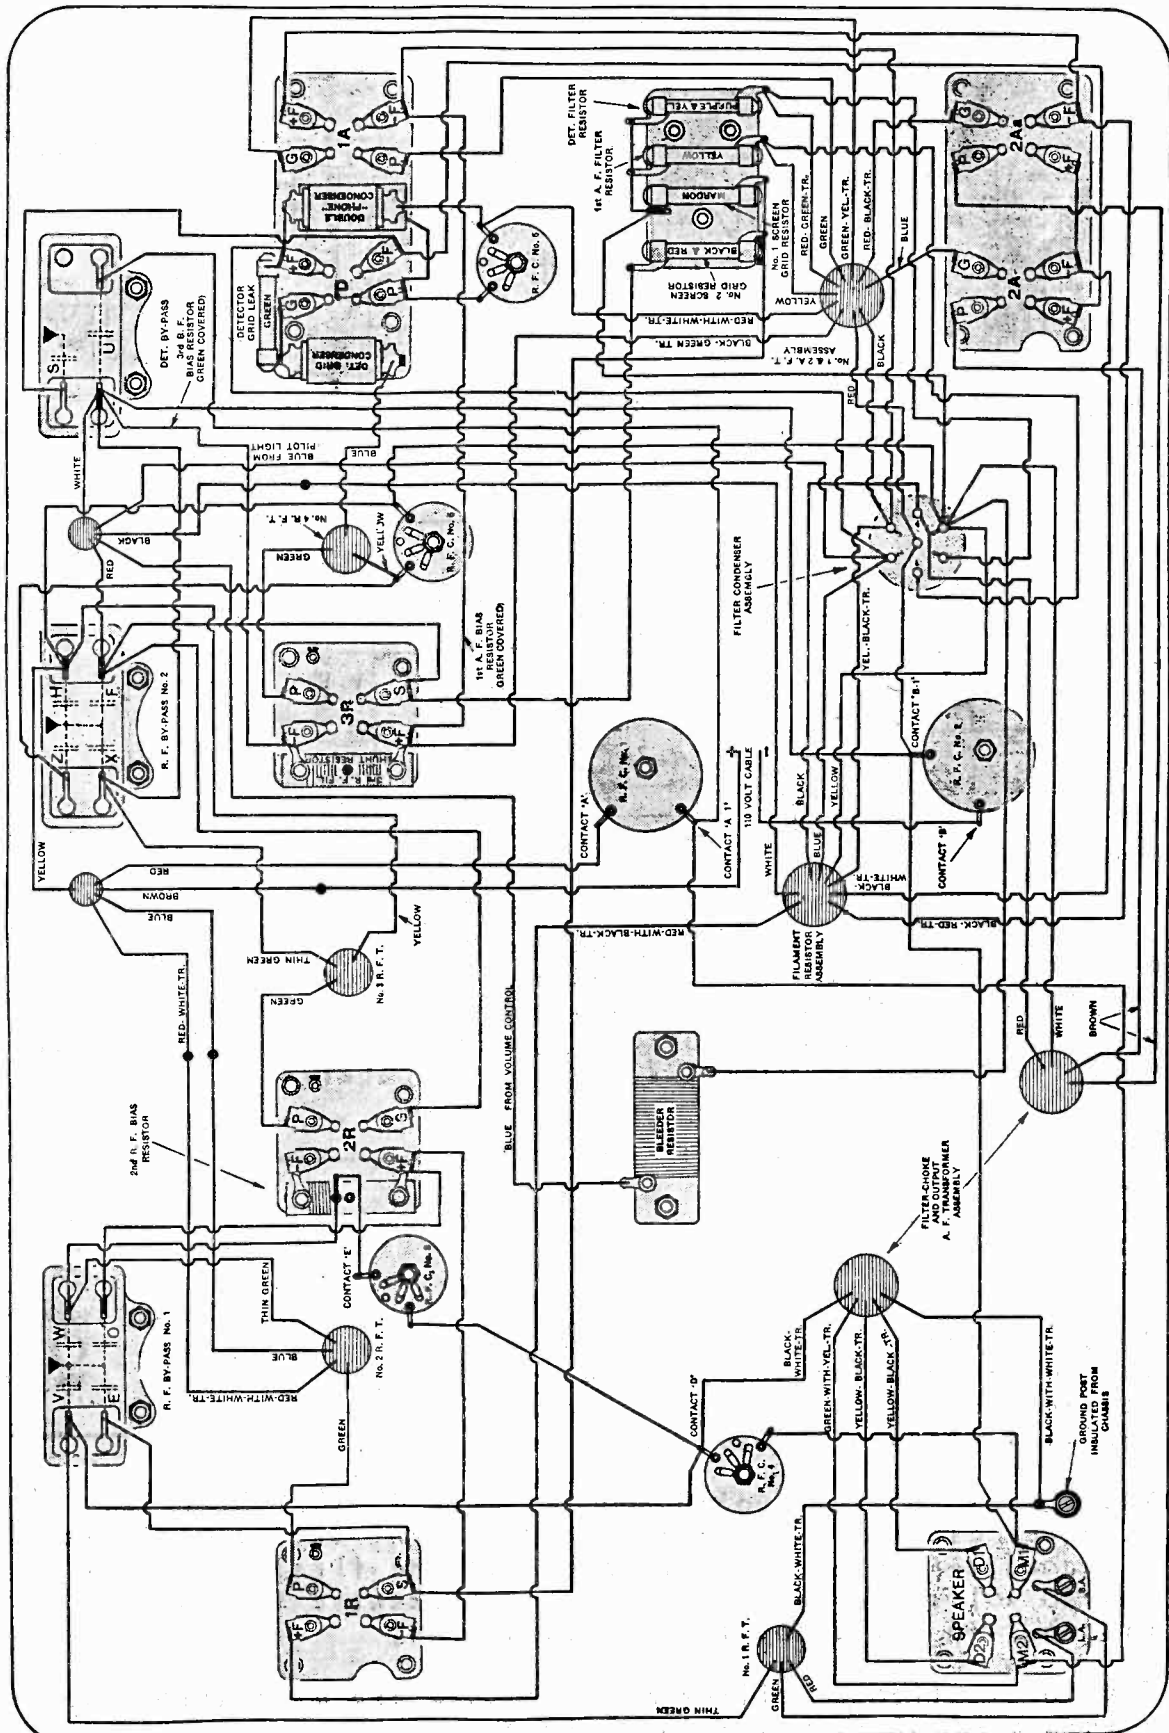 +F
G
1A
-F
P
DOUBLE
"PHONE"
CONDENSER
+F
G
P
-F
P
DETECTOR
GRID LEAK
GREEN
DET. GRID
CONDENSER
R. F. C. No. 5
DET. FILTER
RESISTOR
1st A. F. FILTER
RESISTOR
PURPLE & YEL
YELLOW
MAROON
BLACK & RED
No. 1 SCREEN
GRID RESISTOR
No. 2 SCREEN
GRID RESISTOR
RED-GREEN-TR.
GREEN
GREEN-YEL-TR.
RED-BLACK-TR.
BLUE
YELLOW
RED-WITH-WHITE-TR.
BLACK-GREEN TR.
No. 1 & 2 A. F. T.
ASSEMBLY
BLACK
RED
G
-F
2Aa
P
+F
G
-F
2A
P
+F
S
U
DET. BY-PASS
3rd R. F.
BIAS RESISTOR
GREEN COVERED)
WHITE
BLACK
RED
BLUE FROM
PILOT LIGHT
BLUE
No. 4 R. F. T.
GREEN
YELLOW
R. F. C. No. 6
1st A. F. BIAS
RESISTOR
GREEN COVERED)
H
F
Z
X
R. F. BY-PASS No. 2
P
S
3R
-F
+F
FILTER CONDENSER
ASSEMBLY
YEL.-BLACK-TR.
R. F. C. No. 1
CONTACT "A"
CONTACT "A 1"
110 VOLT CABLE
CONTACT "B-1"
CONTACT "B"
YELLOW
RED
BROWN
BLUE
THIN GREEN
GREEN
No. 3 R. F. T.
YELLOW
WHITE
BLACK
BLUE
YELLOW
BLACK-
WHITE-TR.
BLACK-RED-TR.
RED-WITH-BLACK-TR.
FILAMENT
RESISTOR
ASSEMBLY
RED-WHITE-TR.
BLUE FROM VOLUME CONTROL
2nd R. F. BIAS
RESISTOR
P
-F
2R
+F
BLEEDER
RESISTOR
RED
WHITE
BROWN
FILTER-CHOKE
AND OUTPUT
A. F. TRANSFORMER
ASSEMBLY
W
O
V
E
R. F. BY-PASS No. 1
CONTACT "E"
THIN GREEN
BLUE
No. 2 R. F. T.
RED-WITH-WHITE-TR.
GREEN
BLACK-
WHITE-TR.
CONTACT "D"
GREEN-WITH-YEL-TR.
YELLOW-BLACK-TR.
YELLOW-BLACK-TR.
BLACK-WITH-WHITE-TR.
GROUND POST
INSULATED FROM
CHASSIS
R. F. C.
No. 4
P
S
1R
+F
-F
BLACK-WHITE-TR.
No. 1 R. F. T.
THIN GREEN
GREEN
RED
SPEAKER
D1
M1
D2
M2
S.A.
L.A.